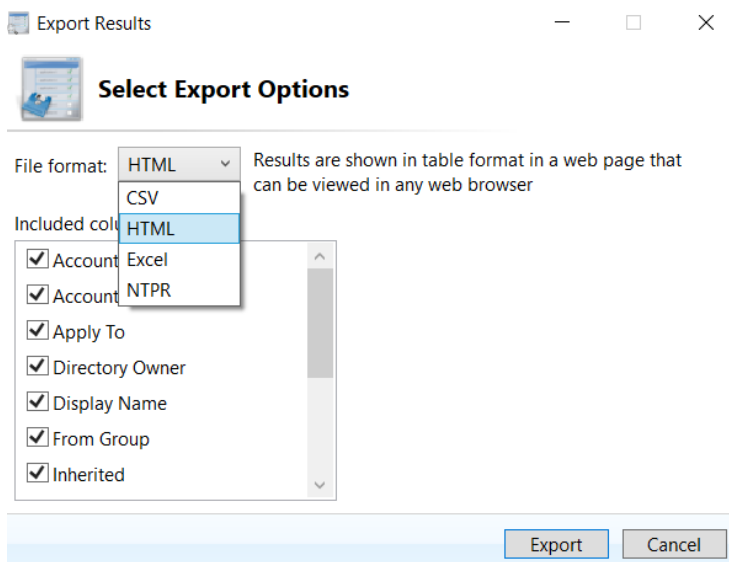 Export Results
Select Export Options
File format: HTML
Results are shown in table format in a web page that
can be viewed in any web browser
CSV
HTML
Excel
NTPR
Included colu
Account
Account
Apply To
Directory Owner
Display Name
From Group
Inherited
Export
Cancel